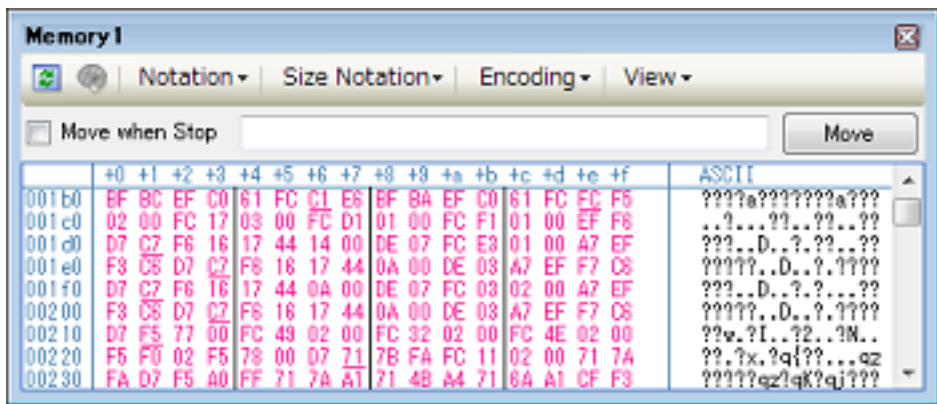 Memory1
Notation Size Notation Encoding View
Move when Stop Move
+0 +1 +2 +3 +4 +5 +6 +7 +8 +9 +a +b +c +d +e +f ASCII
001b0 BF BC EF C0 61 FC C1 E6 BF BA EF C0 61 FC FC F5 ????a???????a???
001c0 02 00 FC 17 03 00 FC D1 01 00 FC F1 01 00 EF F6 ..?...??..??..??
001d0 D7 C7 F6 16 17 44 14 00 DE 07 FC E3 01 00 A7 EF ???..D..?.??..??
001e0 F3 C6 D7 C7 F6 16 17 44 0A 00 DE 03 A7 EF F7 C6 ?????..D..?.????
001f0 D7 C7 F6 16 17 44 0A 00 DE 07 FC 03 02 00 A7 EF ???..D..?.?...??
00200 F3 C6 D7 C7 F6 16 17 44 0A 00 DE 03 A7 EF F7 C6 ?????..D..?.????
00210 D7 F5 77 00 FC 49 02 00 FC 32 02 00 FC 4E 02 00 ??w.?I..?2..?N..
00220 F5 F0 02 F5 78 00 D7 71 7B FA FC 11 02 00 71 7A ??.?x.?q{??...qz
00230 FA D7 F5 A0 FF 71 7A A1 71 4B A4 71 6A A1 CF F3 ?????qz?qK?qj???